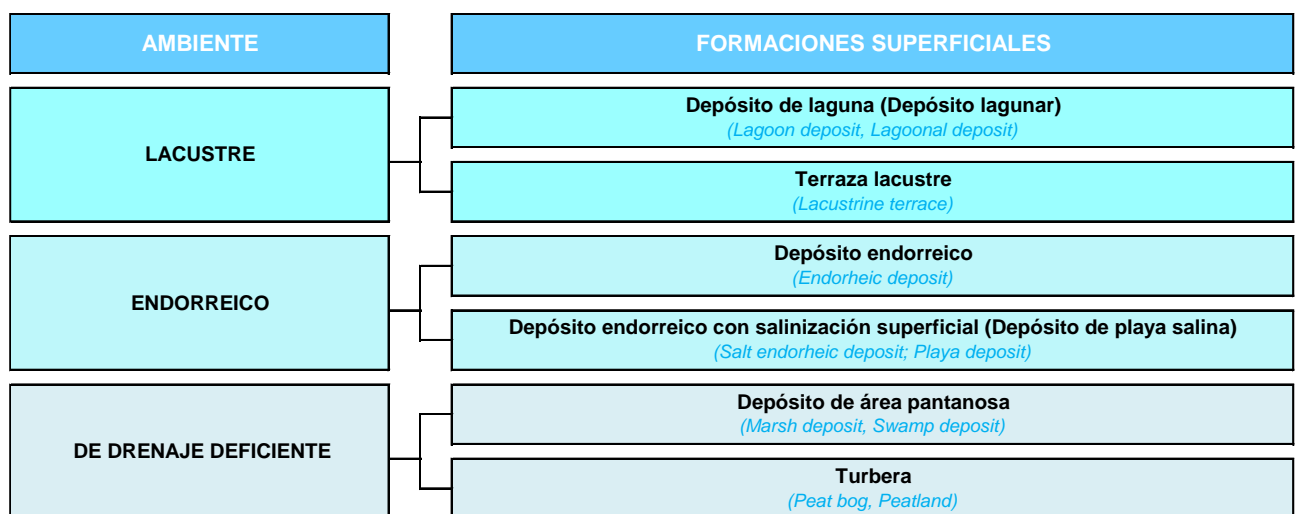 AMBIENTE
FORMACIONES SUPERFICIALES
LACUSTRE
Depósito de laguna (Depósito lagunar)
(Lagoon deposit, Lagoonal deposit)
Terraza lacustre
(Lacustrine terrace)
ENDORREICO
Depósito endorreico
(Endorheic deposit)
Depósito endorreico con salinización superficial (Depósito de playa salina)
(Salt endorheic deposit; Playa deposit)
DE DRENAJE DEFICIENTE
Depósito de área pantanosa
(Marsh deposit, Swamp deposit)
Turbera
(Peat bog, Peatland)